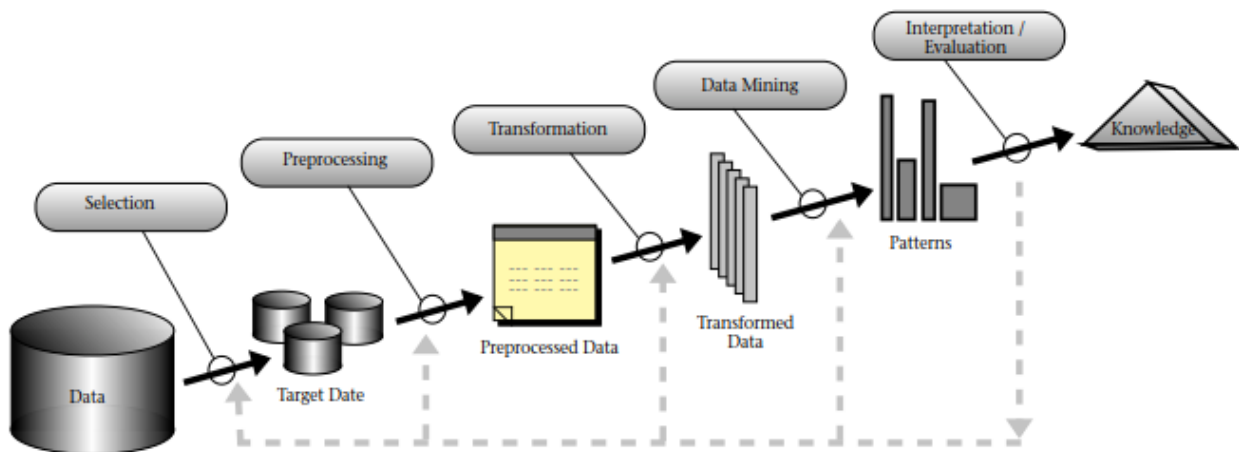 Interpretation /
Evaluation
Data Mining
Transformation
Preprocessing
Selection
Knowledge
Patterns
Transformed
Data
Preprocessed Data
Target Date
Data